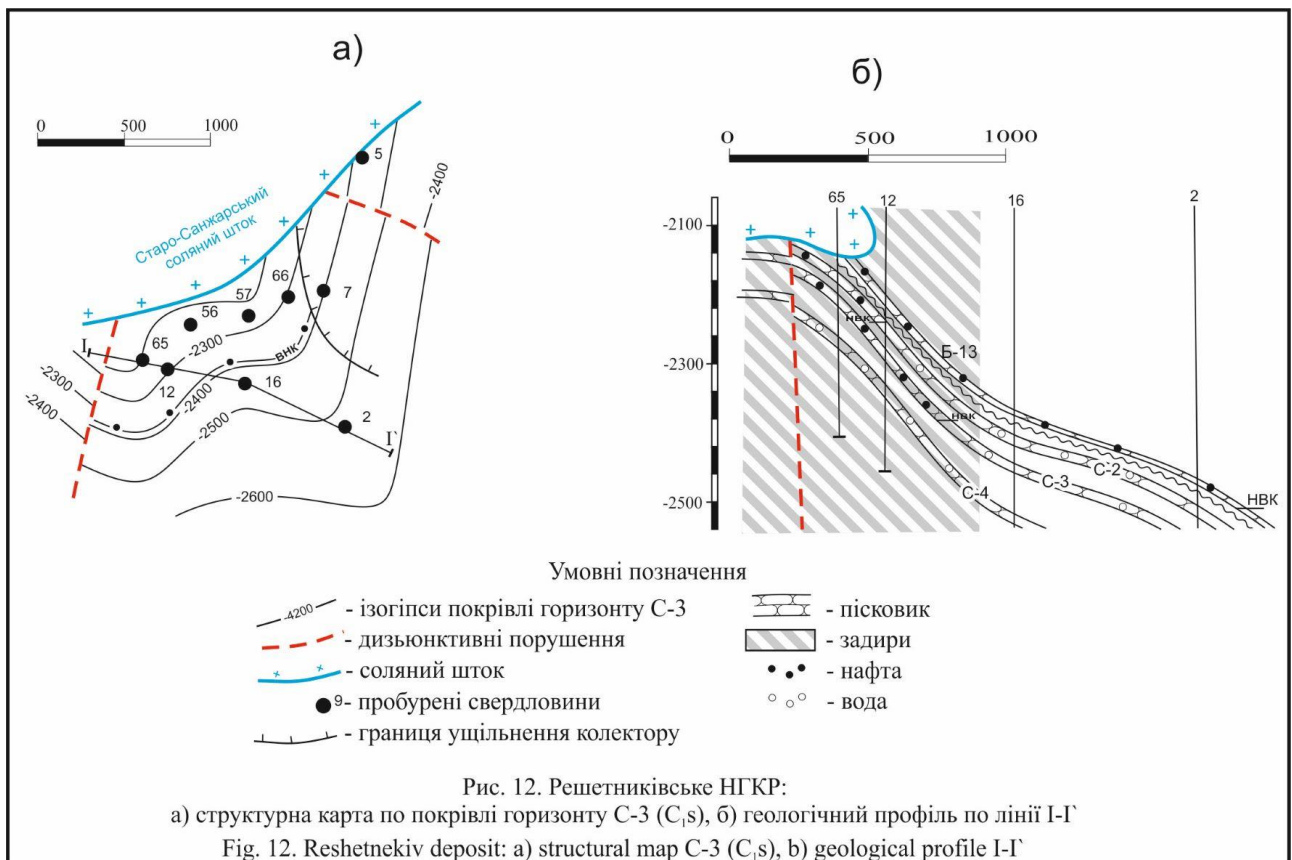 а)
0 500 1000
Старо-Санжарський
соляний шток
5
-2400
66
57
7
56
65
-2300
I
ВНК
12
16
-2300
-2400
-2400
-2500
2
I`
-2600
б)
0 500 1000
65
12
16
2
-2100
НВК
Б-13
-2300
НВК
С-2
С-3
С-4
НВК
-2500
Умовні позначення
-4200 - ізогіпси покрівлі горизонту С-3
- дизьюнктивні порушення
- соляний шток
9 - пробурені свердловини
- границя ущільнення колектору
- пісковик
- задири
- нафта
- вода
Рис. 12. Решетниківське НГКР:
а) структурна карта по покрівлі горизонту С-3 (C₁s), б) геологічний профіль по лінії I-I`
Fig. 12. Reshetnekiv deposit: a) structural map C-3 (C₁s), b) geological profile I-I`